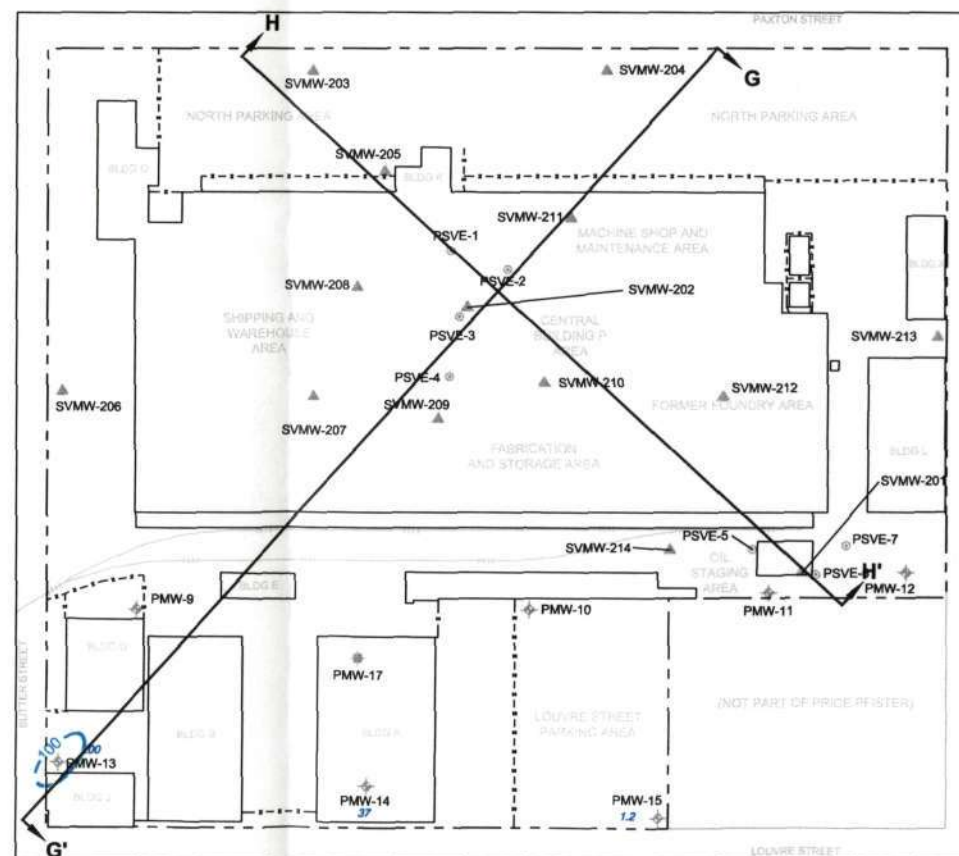 PAXTON STREET
H
G
SVMW-203
SVMW-204
NORTH PARKING AREA
NORTH PARKING AREA
SVMW-205
BLDG K
SVMW-211
MACHINE SHOP AND
MAINTENANCE AREA
PSVE-1
PSVE-2
SVMW-208
SVMW-202
SHIPPING AND
WAREHOUSE
AREA
PSVE-3
CENTRAL
BUILDING P
AREA
SVMW-213
PSVE-4
SVMW-210
SVMW-212
SVMW-206
SVMW-207
SVMW-209
FORMER FOUNDRY AREA
FABRICATION
AND STORAGE AREA
BLDG L
SVMW-201
SVMW-214
PSVE-5
PSVE-7
OIL
STAGING
AREA
H'
BLDG E
PMW-9
PMW-10
PMW-11
PMW-12
SUTTER STREET
PMW-17
LOUVRE STREET
PARKING AREA
(NOT PART OF PRICE PFISTER)
100
PMW-13
PMW-14
37
PMW-15
1.2
G'
LOUVRE STREET